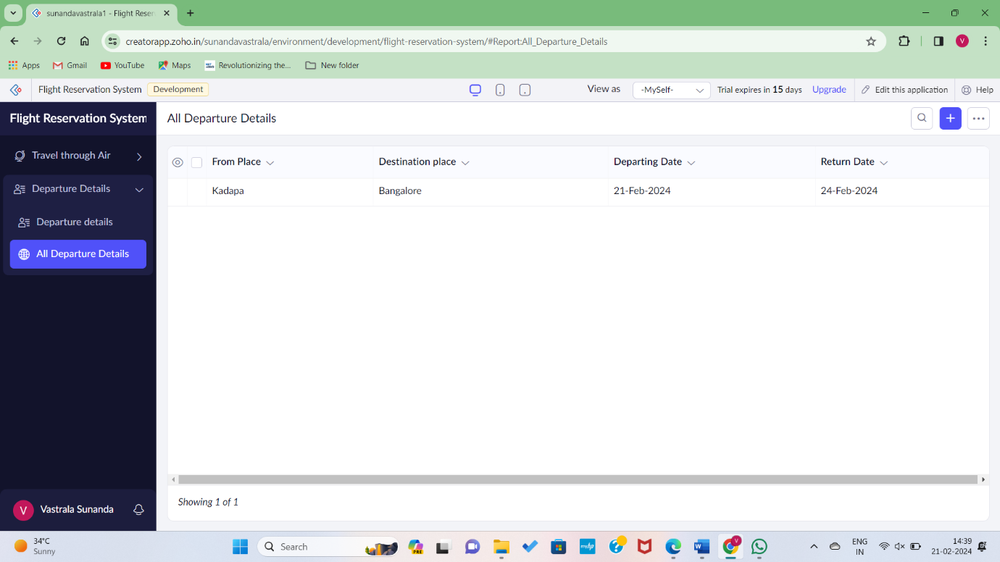 sunandavastrala1 - Flight Reser
creatorapp.zoho.in/sunandavastrala/environment/development/flight-reservation-system/#Report:All_Departure_Details
V
Apps Gmail YouTube Maps Revolutionizing the... New folder
Flight Reservation System Development View as -MySelf- Trial expires in 15 days Upgrade Edit this application Help
Flight Reservation System
All Departure Details
Travel through Air
Departure Details
Departure details
All Departure Details
From Place Destination place Departing Date Return Date
Kadapa Bangalore 21-Feb-2024 24-Feb-2024
Showing 1 of 1
V Vastrala Sunanda
34°C
Sunny
Search
PRE
myhp
V
ENG
IN
14:39
21-02-2024